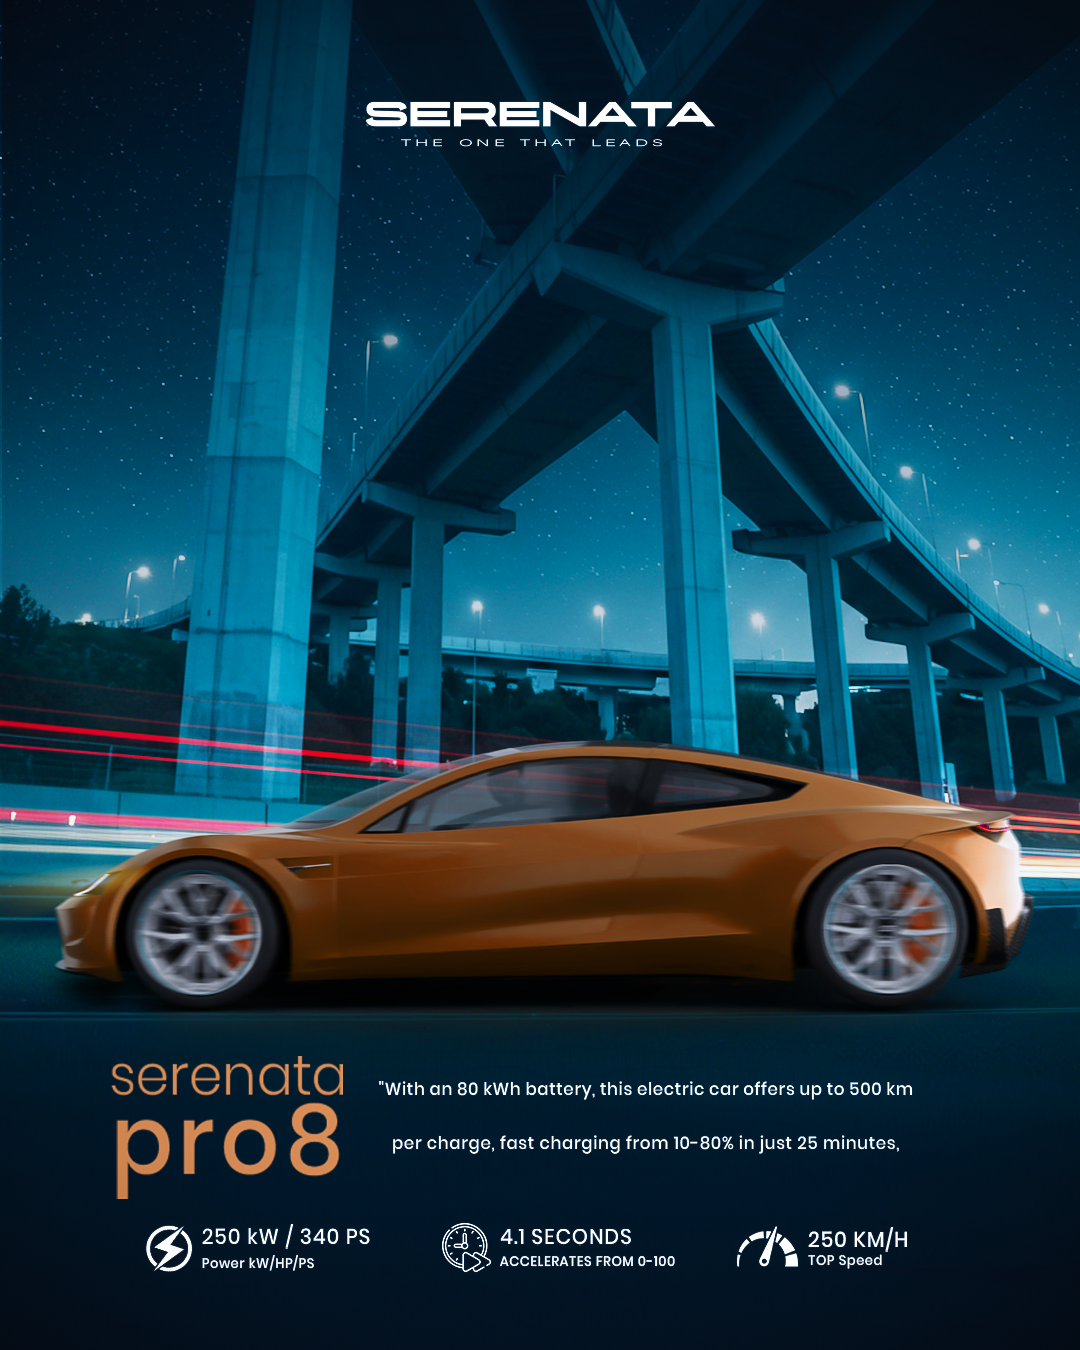 SERENATA
THE ONE THAT LEADS
serenata
pro8
"With an 80 kWh battery, this electric car offers up to 500 km
per charge, fast charging from 10-80% in just 25 minutes,
250 kW / 340 PS
Power kW/HP/PS
4.1 SECONDS
ACCELERATES FROM 0-100
250 KM/H
TOP Speed